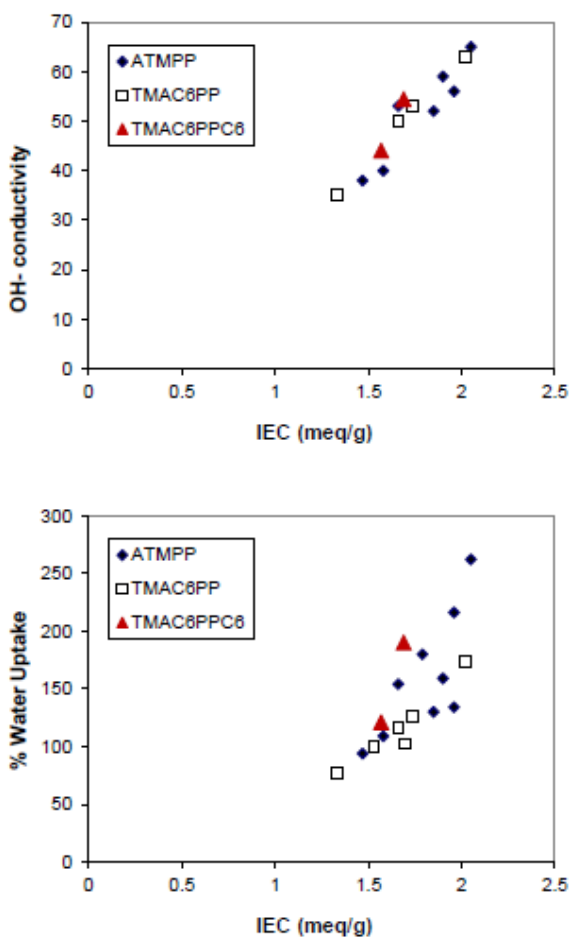 70
60
50
40
30
20
10
0
OH- conductivity
ATMPP
TMAC6PP
TMAC6PPC6
0
0.5
1
1.5
2
2.5
IEC (meq/g)
300
250
200
150
100
50
0
% Water Uptake
ATMPP
TMAC6PP
TMAC6PPC6
0
0.5
1
1.5
2
2.5
IEC (meq/g)